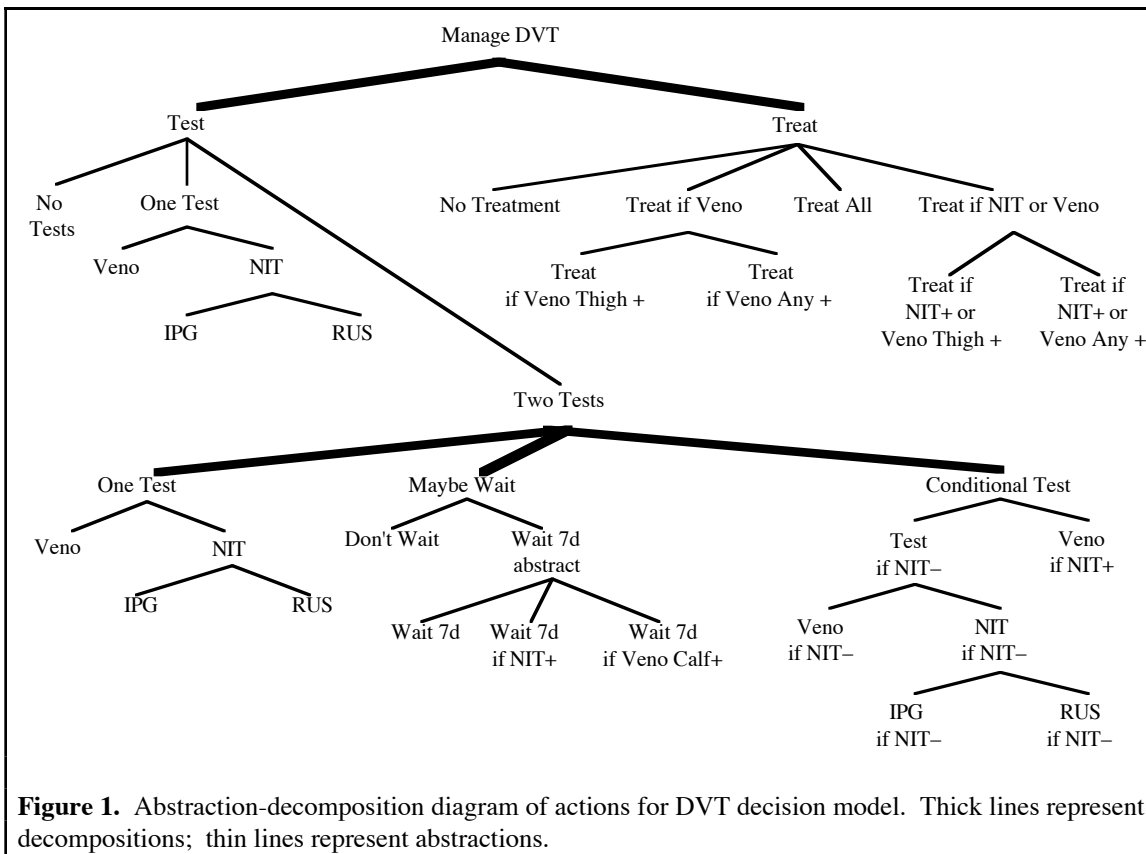 Manage DVT
Test
Treat
No
Tests
One Test
No Treatment
Treat if Veno
Treat All
Treat if NIT or Veno
Veno
NIT
Treat
if Veno Thigh +
Treat
if Veno Any +
Treat if
NIT+ or
Veno Thigh +
Treat if
NIT+ or
Veno Any +
IPG
RUS
Two Tests
One Test
Maybe Wait
Conditional Test
Veno
NIT
Don't Wait
Wait 7d
abstract
Test
if NIT–
Veno
if NIT+
IPG
RUS
Wait 7d
Wait 7d
if NIT+
Wait 7d
if Veno Calf+
Veno
if NIT–
NIT
if NIT–
IPG
if NIT–
RUS
if NIT–
Figure 1. Abstraction-decomposition diagram of actions for DVT decision model. Thick lines represent
decompositions; thin lines represent abstractions.